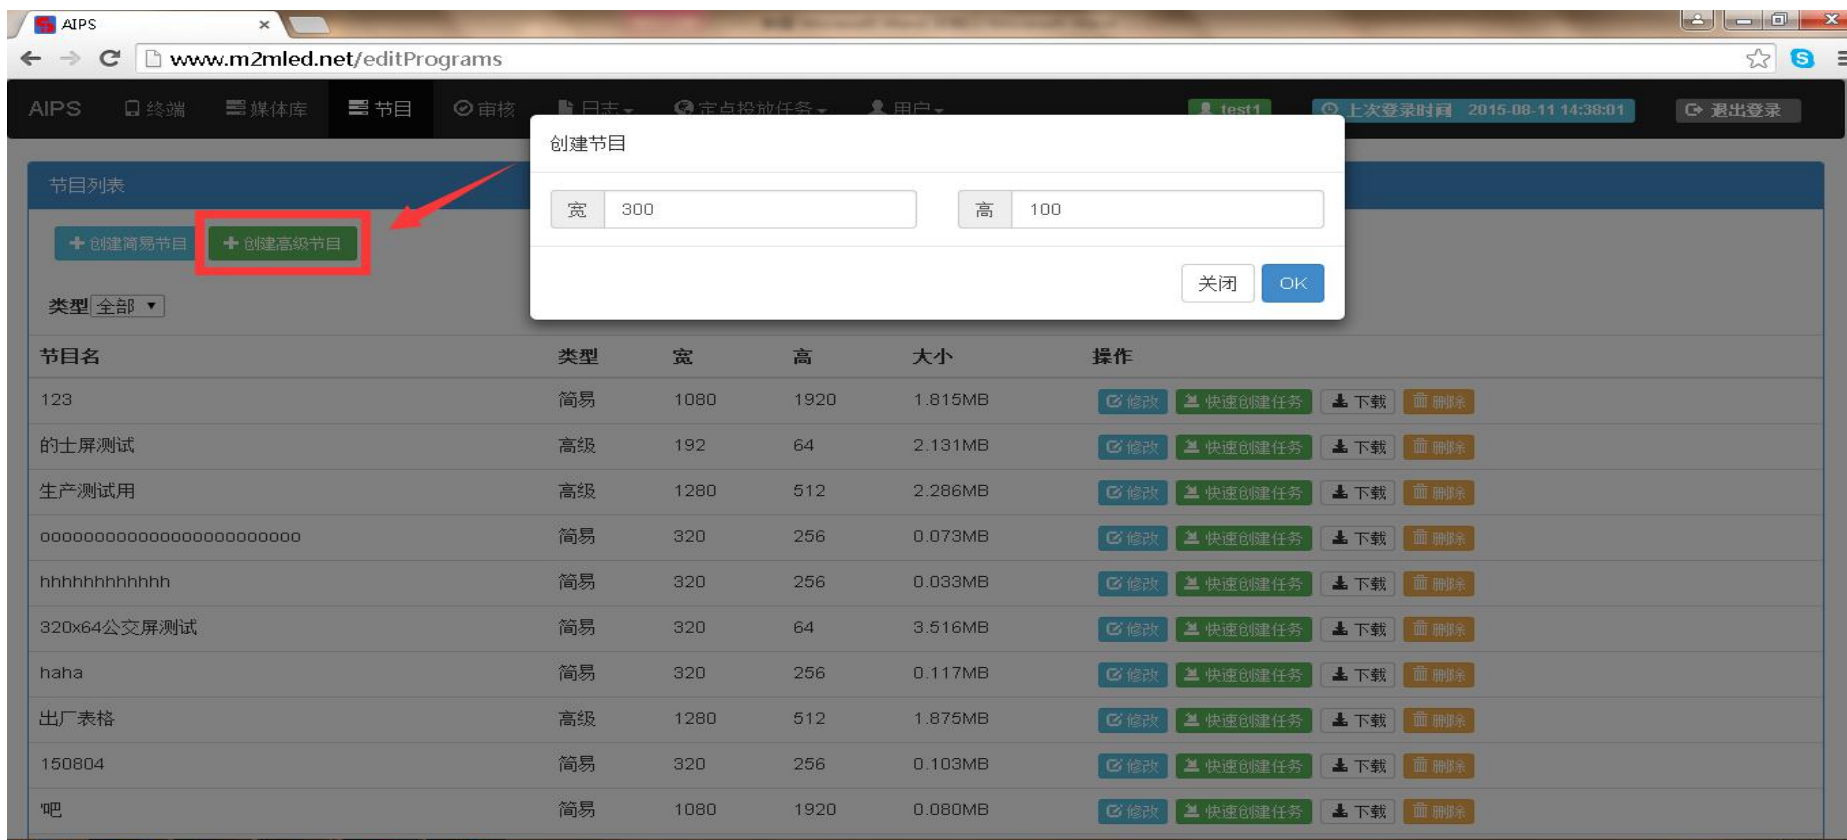 AIPS
www.m2mled.net/editPrograms
AIPS 终端 媒体库 节目 审核 日志 定点投放任务 用户 test1 上次登录时间 2015-08-11 14:38:01 退出登录
创建节目
宽 300 高 100
关闭 OK
节目列表
创建简易节目 创建高级节目
类型 全部
节目名 类型 宽 高 大小 操作
123 简易 1080 1920 1.815MB 修改 快速创建任务 下载 删除
的士屏测试 高级 192 64 2.131MB 修改 快速创建任务 下载 删除
生产测试用 高级 1280 512 2.286MB 修改 快速创建任务 下载 删除
oooooooooooooooooooooooo 简易 320 256 0.073MB 修改 快速创建任务 下载 删除
hhhhhhhhhhhh 简易 320 256 0.033MB 修改 快速创建任务 下载 删除
320x64公交屏测试 简易 320 64 3.516MB 修改 快速创建任务 下载 删除
haha 简易 320 256 0.117MB 修改 快速创建任务 下载 删除
出厂表格 高级 1280 512 1.875MB 修改 快速创建任务 下载 删除
150804 简易 320 256 0.103MB 修改 快速创建任务 下载 删除
'吧 简易 1080 1920 0.080MB 修改 快速创建任务 下载 删除